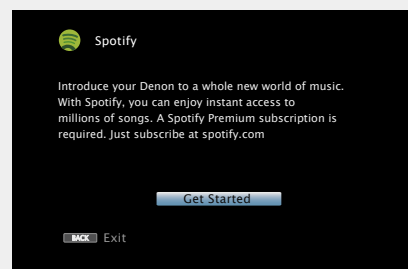 Spotify
Introduce your Denon to a whole new world of music.
With Spotify, you can enjoy instant access to
millions of songs. A Spotify Premium subscription is
required. Just subscribe at spotify.com
Get Started
BACK Exit